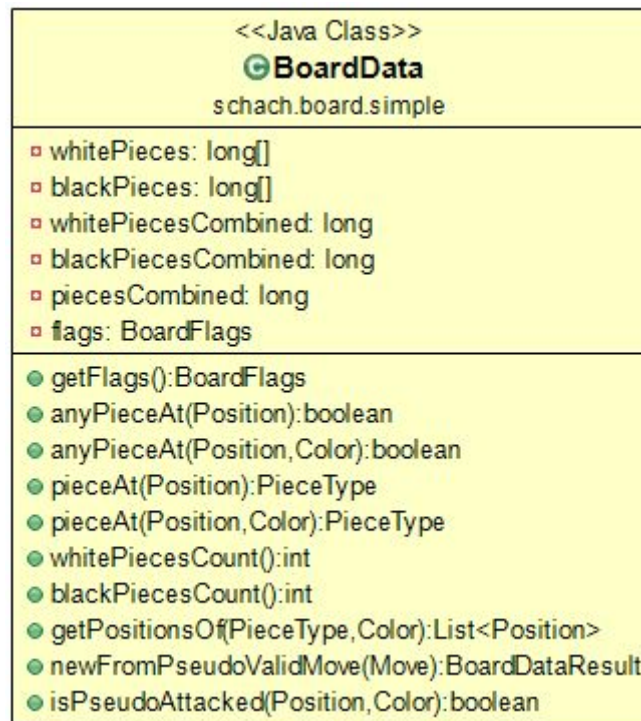 <<Java Class>>
BoardData
schach.board.simple
whitePieces: long[]
blackPieces: long[]
whitePiecesCombined: long
blackPiecesCombined: long
piecesCombined: long
flags: BoardFlags
getFlags():BoardFlags
anyPieceAt(Position):boolean
anyPieceAt(Position,Color):boolean
pieceAt(Position):PieceType
pieceAt(Position,Color):PieceType
whitePiecesCount():int
blackPiecesCount():int
getPositionsOf(PieceType,Color):List<Position>
newFromPseudoValidMove(Move):BoardDataResult
isPseudoAttacked(Position,Color):boolean